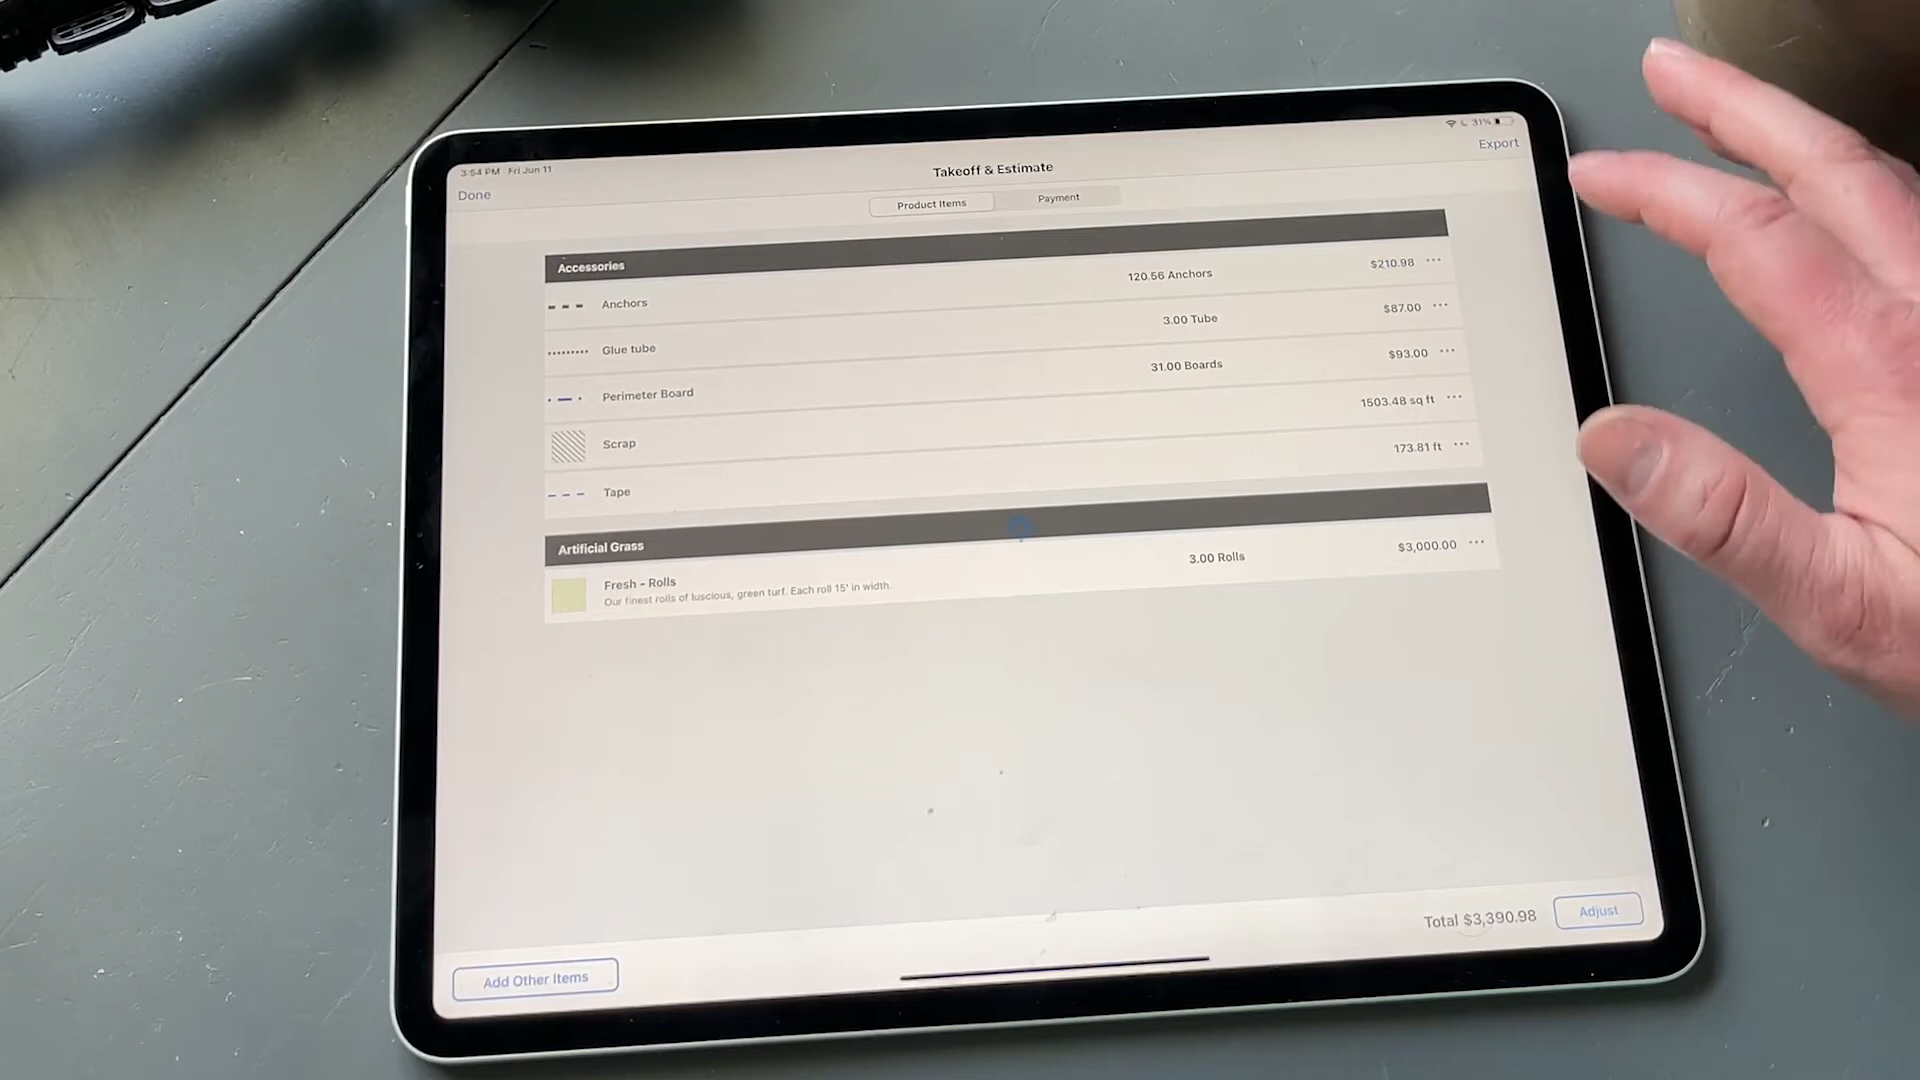 3:54 PM Fri Jun 11
31%
Done
Takeoff & Estimate
Export
Product Items
Payment
Accessories
Anchors 120.56 Anchors $210.98
Glue tube 3.00 Tube $87.00
Perimeter Board 31.00 Boards $93.00
Scrap 1503.48 sq ft
Tape 173.81 ft
Artificial Grass
Fresh - Rolls 3.00 Rolls $3,000.00
Our finest rolls of luscious, green turf. Each roll 15' in width.
Total $3,390.98
Adjust
Add Other Items